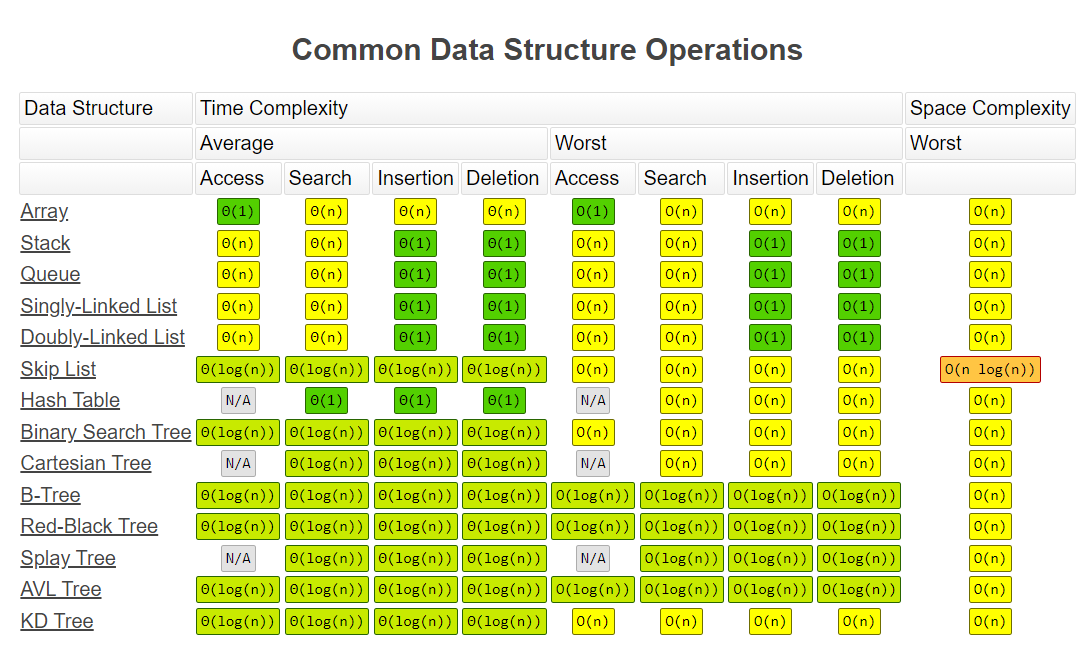 Common Data Structure Operations
Data Structure Time Complexity Space Complexity
Average Worst Worst
Access Search Insertion Deletion Access Search Insertion Deletion
Array Θ(1) Θ(n) Θ(n) Θ(n) O(1) O(n) O(n) O(n) O(n)
Stack Θ(n) Θ(n) Θ(1) Θ(1) O(n) O(n) O(1) O(1) O(n)
Queue Θ(n) Θ(n) Θ(1) Θ(1) O(n) O(n) O(1) O(1) O(n)
Singly-Linked List Θ(n) Θ(n) Θ(1) Θ(1) O(n) O(n) O(1) O(1) O(n)
Doubly-Linked List Θ(n) Θ(n) Θ(1) Θ(1) O(n) O(n) O(1) O(1) O(n)
Skip List Θ(log(n)) Θ(log(n)) Θ(log(n)) Θ(log(n)) O(n) O(n) O(n) O(n) O(n log(n))
Hash Table N/A Θ(1) Θ(1) Θ(1) N/A O(n) O(n) O(n) O(n)
Binary Search Tree Θ(log(n)) Θ(log(n)) Θ(log(n)) Θ(log(n)) O(n) O(n) O(n) O(n) O(n)
Cartesian Tree N/A Θ(log(n)) Θ(log(n)) Θ(log(n)) N/A O(n) O(n) O(n) O(n)
B-Tree Θ(log(n)) Θ(log(n)) Θ(log(n)) Θ(log(n)) O(log(n)) O(log(n)) O(log(n)) O(log(n)) O(n)
Red-Black Tree Θ(log(n)) Θ(log(n)) Θ(log(n)) Θ(log(n)) O(log(n)) O(log(n)) O(log(n)) O(log(n)) O(n)
Splay Tree N/A Θ(log(n)) Θ(log(n)) Θ(log(n)) N/A O(log(n)) O(log(n)) O(log(n)) O(n)
AVL Tree Θ(log(n)) Θ(log(n)) Θ(log(n)) Θ(log(n)) O(log(n)) O(log(n)) O(log(n)) O(log(n)) O(n)
KD Tree Θ(log(n)) Θ(log(n)) Θ(log(n)) Θ(log(n)) O(n) O(n) O(n) O(n) O(n)